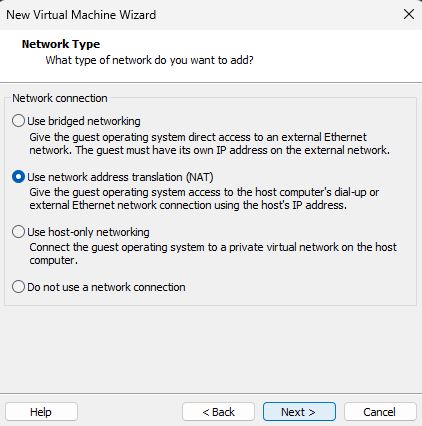 New Virtual Machine Wizard
Network Type
What type of network do you want to add?
Network connection
Use bridged networking
Give the guest operating system direct access to an external Ethernet
network. The guest must have its own IP address on the external network.
Use network address translation (NAT)
Give the guest operating system access to the host computer's dial-up or
external Ethernet network connection using the host's IP address.
Use host-only networking
Connect the guest operating system to a private virtual network on the host
computer.
Do not use a network connection
Help
< Back
Next >
Cancel